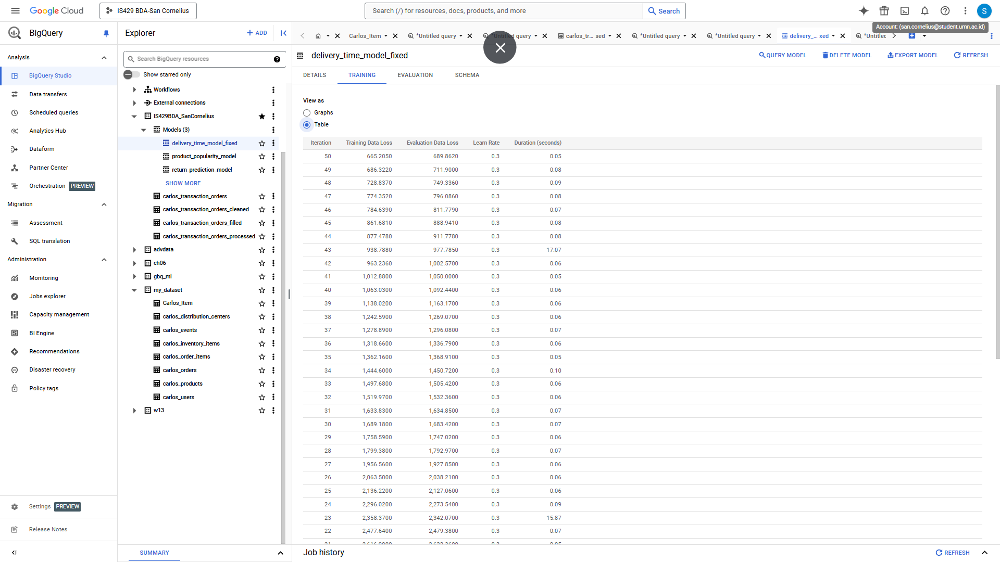 Google Cloud
IS429 BDA-San Cornelius
Search (/) for resources, docs, products, and more
Search
S
Account: (san.cornelius@student.umn.ac.id)
BigQuery
Explorer
+ ADD
Carlos_Item
*Untitled query
*Untitled query
carlos_tr... sed
*Untitled query
*Untitled query
delivery_... xed
*Untitlec
Analysis
BigQuery Studio
Data transfers
Scheduled queries
Analytics Hub
Dataform
Partner Center
Orchestration PREVIEW
Migration
Assessment
SQL translation
Administration
Monitoring
Jobs explorer
Capacity management
BI Engine
Recommendations
Disaster recovery
Policy tags
Settings PREVIEW
Release Notes
Search BigQuery resources
Show starred only
Workflows
External connections
IS429BDA_SanCornelius
Models (3)
delivery_time_model_fixed
product_popularity_model
return_prediction_model
SHOW MORE
carlos_transaction_orders
carlos_transaction_orders_cleaned
carlos_transaction_orders_filled
carlos_transaction_orders_processed
advdata
ch06
gbq_ml
my_dataset
Carlos_Item
carlos_distribution_centers
carlos_events
carlos_inventory_items
carlos_order_items
carlos_orders
carlos_products
carlos_users
w13
SUMMARY
delivery_time_model_fixed
QUERY MODEL
DELETE MODEL
EXPORT MODEL
REFRESH
DETAILS
TRAINING
EVALUATION
SCHEMA
View as
Graphs
Table
Iteration Training Data Loss Evaluation Data Loss Learn Rate Duration (seconds)
50 665.2050 689.8620 0.3 0.05
49 686.3220 711.9000 0.3 0.08
48 728.8370 749.3360 0.3 0.09
47 774.3520 796.0860 0.3 0.08
46 784.6390 811.7790 0.3 0.07
45 861.6810 888.9410 0.3 0.08
44 877.4780 911.7780 0.3 0.08
43 938.7880 977.7850 0.3 17.07
42 963.2360 1,002.5700 0.3 0.06
41 1,012.8800 1,050.0000 0.3 0.05
40 1,063.0300 1,092.4400 0.3 0.06
39 1,138.0200 1,163.1700 0.3 0.06
38 1,242.5900 1,269.0700 0.3 0.06
37 1,278.8900 1,296.0800 0.3 0.07
36 1,318.6600 1,336.7900 0.3 0.06
35 1,362.1600 1,368.9100 0.3 0.05
34 1,444.6000 1,450.7200 0.3 0.10
33 1,497.6800 1,505.4200 0.3 0.06
32 1,519.9700 1,532.3600 0.3 0.06
31 1,633.8300 1,634.8500 0.3 0.07
30 1,689.1800 1,683.4200 0.3 0.07
29 1,758.5900 1,747.0200 0.3 0.06
28 1,799.3800 1,792.9700 0.3 0.07
27 1,956.5600 1,927.8500 0.3 0.06
26 2,063.5000 2,038.2100 0.3 0.06
25 2,136.2200 2,127.0600 0.3 0.06
24 2,296.0200 2,273.5400 0.3 0.09
23 2,358.3700 2,342.0700 0.3 15.87
22 2,477.6400 2,479.3800 0.3 0.07
Job history
REFRESH